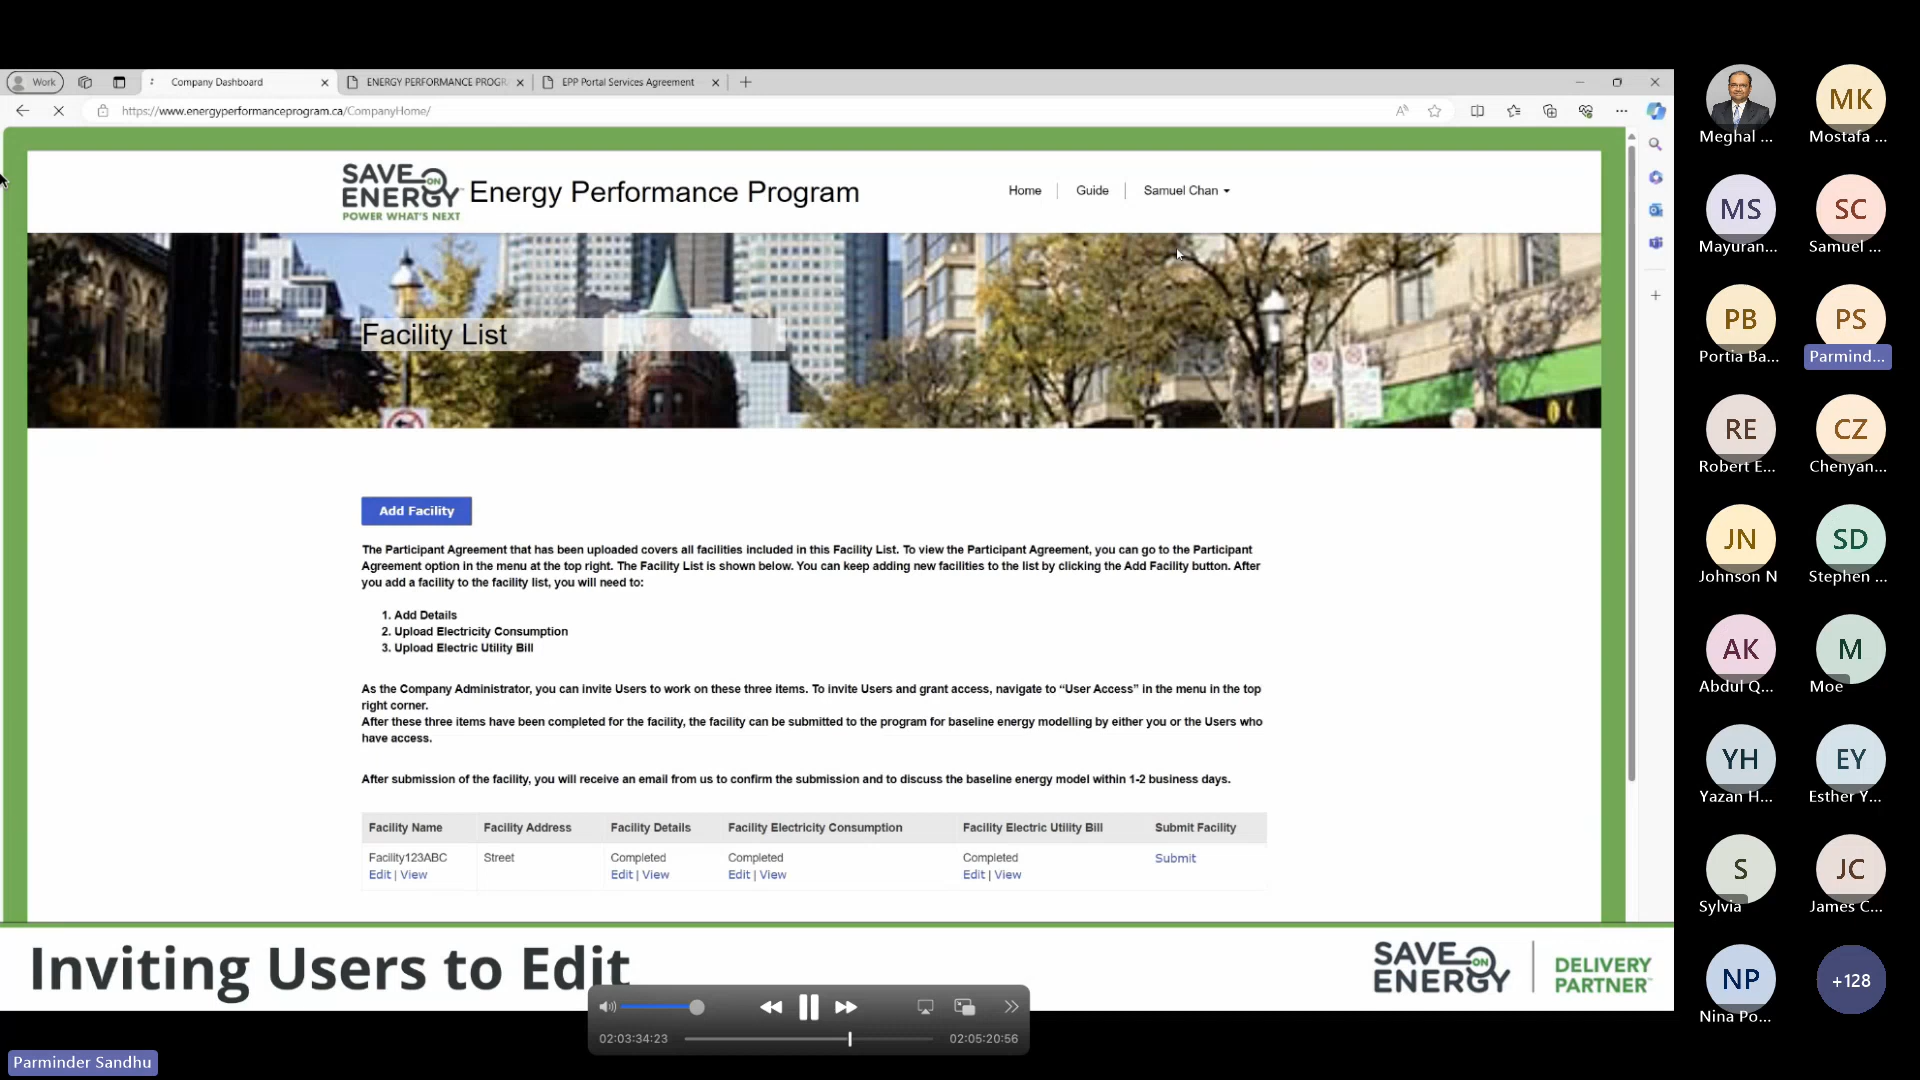 Work
Company Dashboard
ENERGY PERFORMANCE PROGR
EPP Portal Services Agreement
https://www.energyperformanceprogram.ca/CompanyHome/
SAVE ON ENERGY
POWER WHAT'S NEXT
Energy Performance Program
Home
Guide
Samuel Chan
Facility List
Add Facility
The Participant Agreement that has been uploaded covers all facilities included in this Facility List. To view the Participant Agreement, you can go to the Participant
Agreement option in the menu at the top right. The Facility List is shown below. You can keep adding new facilities to the list by clicking the Add Facility button. After
you add a facility to the facility list, you will need to:
1. Add Details
2. Upload Electricity Consumption
3. Upload Electric Utility Bill
As the Company Administrator, you can invite Users to work on these three items. To invite Users and grant access, navigate to “User Access” in the menu in the top
right corner.
After these three items have been completed for the facility, the facility can be submitted to the program for baseline energy modelling by either you or the Users who
have access.
After submission of the facility, you will receive an email from us to confirm the submission and to discuss the baseline energy model within 1-2 business days.
Facility Name Facility Address Facility Details Facility Electricity Consumption Facility Electric Utility Bill Submit Facility
Facility123ABC Street Completed Completed Completed Submit
Edit | View Edit | View Edit | View Edit | View
Inviting Users to Edit
SAVE ON ENERGY
DELIVERY
PARTNER
02:03:34:23
02:05:20:56
Parminder Sandhu
Meghal ...
MK
Mostafa ...
MS
Mayuran...
SC
Samuel ...
PB
Portia Ba...
PS
Parmind...
RE
Robert E...
CZ
Chenyan...
JN
Johnson N
SD
Stephen ...
AK
Abdul Q...
M
Moe
YH
Yazan H...
EY
Esther Y...
S
Sylvia
JC
James C...
NP
Nina Po...
+128